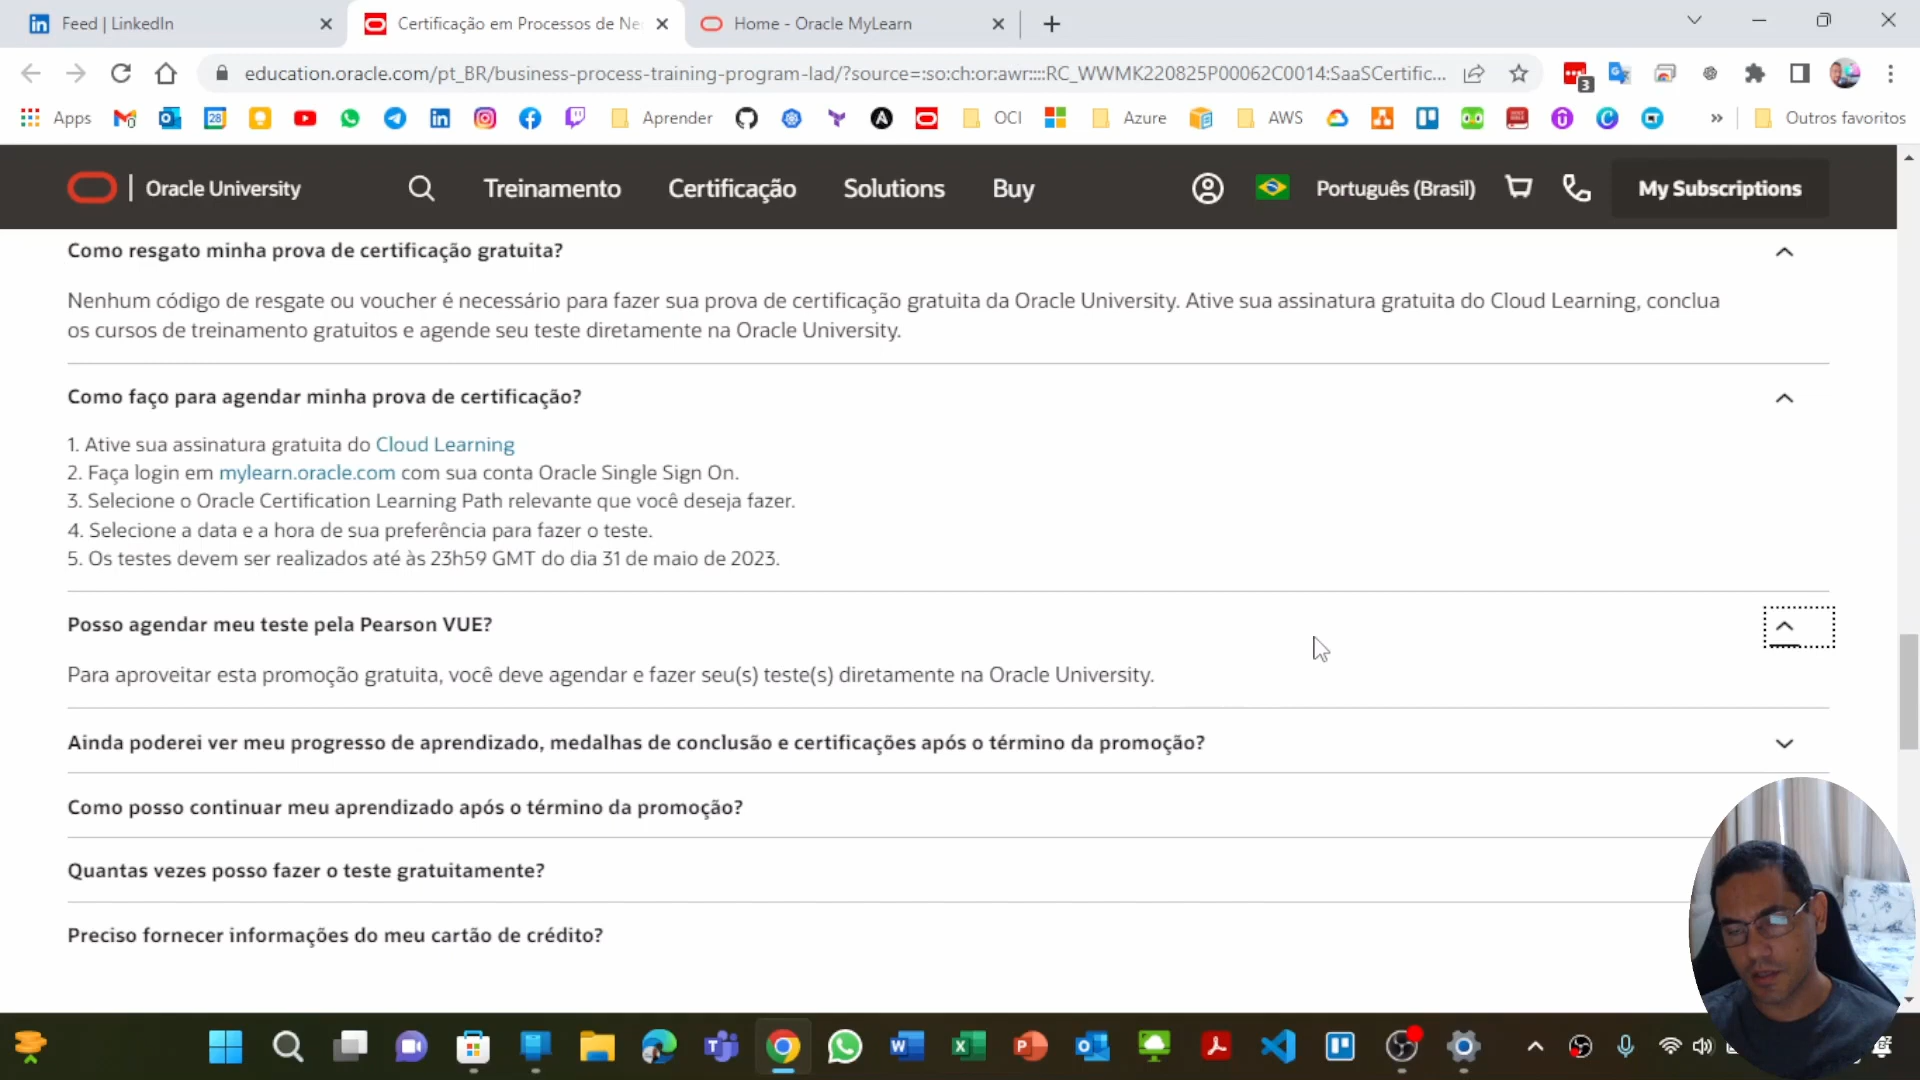 Feed | LinkedIn
Certificação em Processos de Ne
Home - Oracle MyLearn
education.oracle.com/pt_BR/business-process-training-program-lad/?source=:so:ch:or:awr::::RC_WWMK220825P00062C0014:SaaSCertific...
3
Apps
28
Aprender
OCI
Azure
AWS
Outros favoritos
Oracle University
Treinamento
Certificação
Solutions
Buy
Português (Brasil)
My Subscriptions
Como resgato minha prova de certificação gratuita?
Nenhum código de resgate ou voucher é necessário para fazer sua prova de certificação gratuita da Oracle University. Ative sua assinatura gratuita do Cloud Learning, conclua
os cursos de treinamento gratuitos e agende seu teste diretamente na Oracle University.
Como faço para agendar minha prova de certificação?
1. Ative sua assinatura gratuita do Cloud Learning
2. Faça login em mylearn.oracle.com com sua conta Oracle Single Sign On.
3. Selecione o Oracle Certification Learning Path relevante que você deseja fazer.
4. Selecione a data e a hora de sua preferência para fazer o teste.
5. Os testes devem ser realizados até às 23h59 GMT do dia 31 de maio de 2023.
Posso agendar meu teste pela Pearson VUE?
Para aproveitar esta promoção gratuita, você deve agendar e fazer seu(s) teste(s) diretamente na Oracle University.
Ainda poderei ver meu progresso de aprendizado, medalhas de conclusão e certificações após o término da promoção?
Como posso continuar meu aprendizado após o término da promoção?
Quantas vezes posso fazer o teste gratuitamente?
Preciso fornecer informações do meu cartão de crédito?